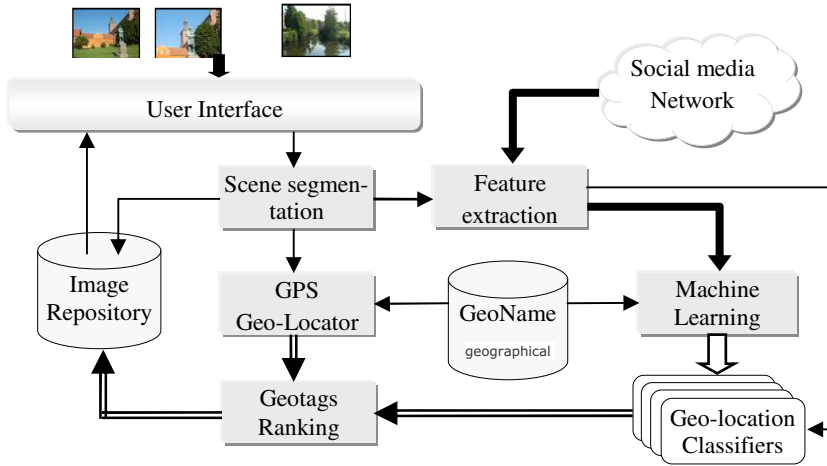 Social media
Network
User Interface
Scene segmen-
tation
Feature
extraction
Image
Repository
GPS
Geo-Locator
GeoName
geographical
Machine
Learning
Geotags
Ranking
Geo-location
Classifiers